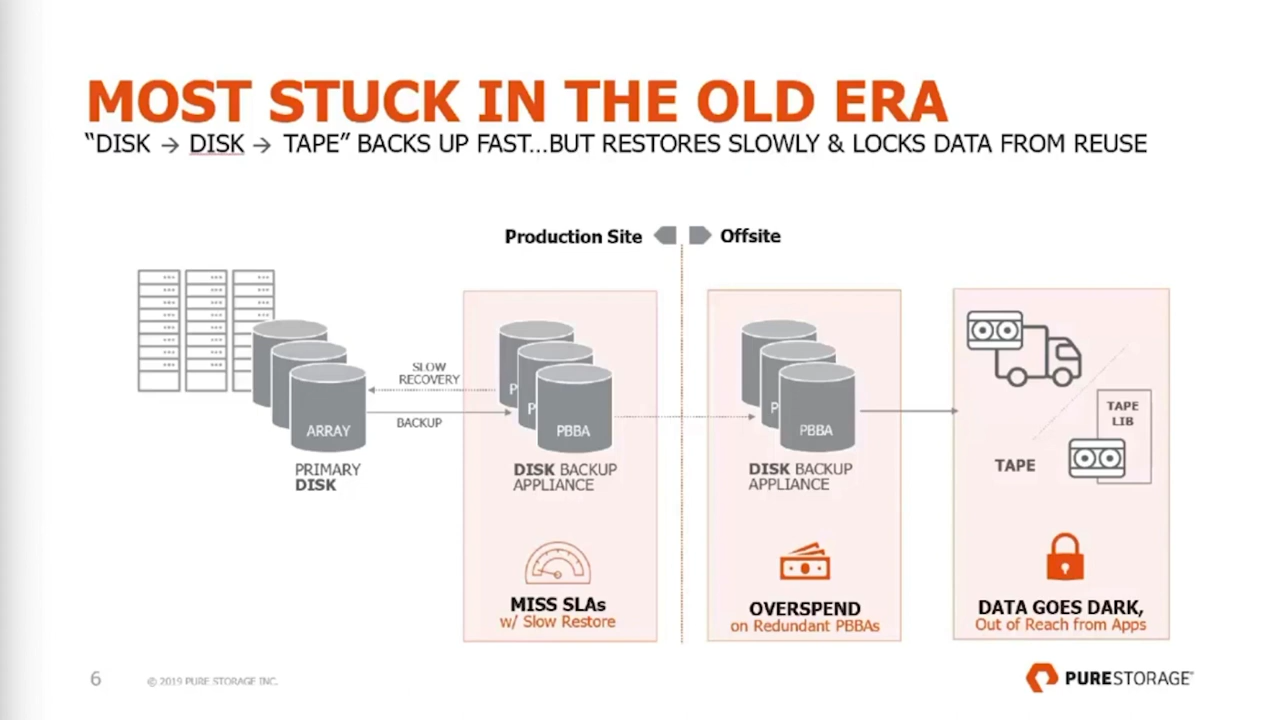 MOST STUCK IN THE OLD ERA
“DISK → DISK → TAPE” BACKS UP FAST...BUT RESTORES SLOWLY & LOCKS DATA FROM REUSE
Production Site
Offsite
SLOW
RECOVERY
BACKUP
ARRAY
PRIMARY
DISK
P
P
PBBA
DISK BACKUP
APPLIANCE
MISS SLAs
w/ Slow Restore
P
PBBA
DISK BACKUP
APPLIANCE
OVERSPEND
on Redundant PBBAs
TAPE
LIB
TAPE
DATA GOES DARK,
Out of Reach from Apps
6
© 2019 PURE STORAGE INC.
PURESTORAGE®